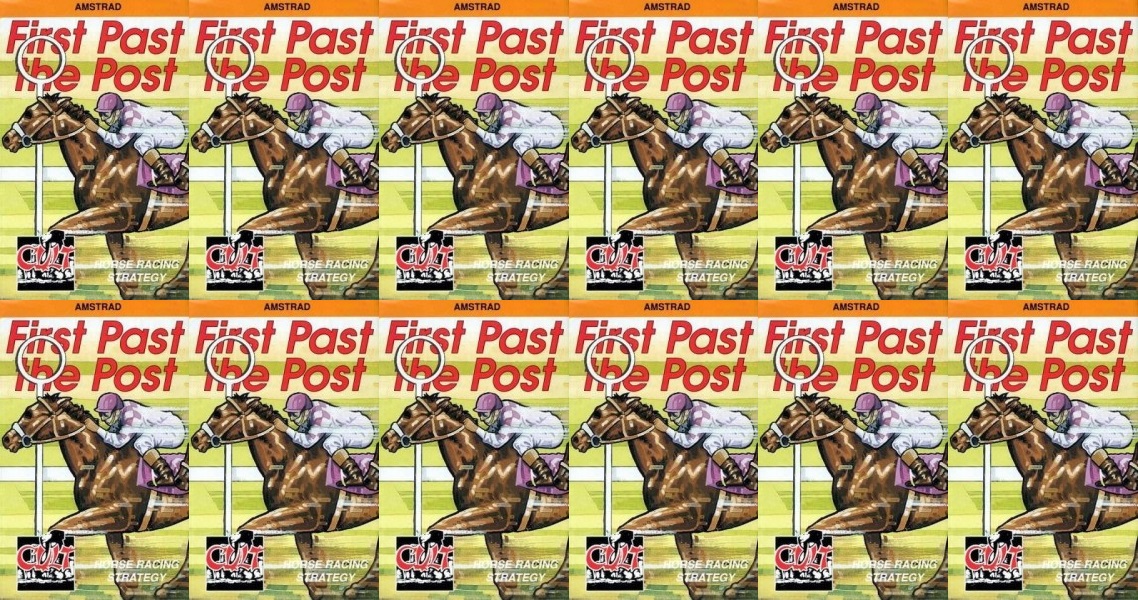 AMSTRAD
First Past
the Post
CULT
HORSE RACING
STRATEGY
AMSTRAD
First Past
the Post
CULT
HORSE RACING
STRATEGY
AMSTRAD
First Past
the Post
CULT
HORSE RACING
STRATEGY
AMSTRAD
First Past
the Post
CULT
HORSE RACING
STRATEGY
AMSTRAD
First Past
the Post
CULT
HORSE RACING
STRATEGY
AMSTRAD
First Past
the Post
CULT
HORSE RACING
STRATEGY
AMSTRAD
First Past
the Post
CULT
HORSE RACING
STRATEGY
AMSTRAD
First Past
the Post
CULT
HORSE RACING
STRATEGY
AMSTRAD
First Past
the Post
CULT
HORSE RACING
STRATEGY
AMSTRAD
First Past
the Post
CULT
HORSE RACING
STRATEGY
AMSTRAD
First Past
the Post
CULT
HORSE RACING
STRATEGY
AMSTRAD
First Past
the Post
CULT
HORSE RACING
STRATEGY